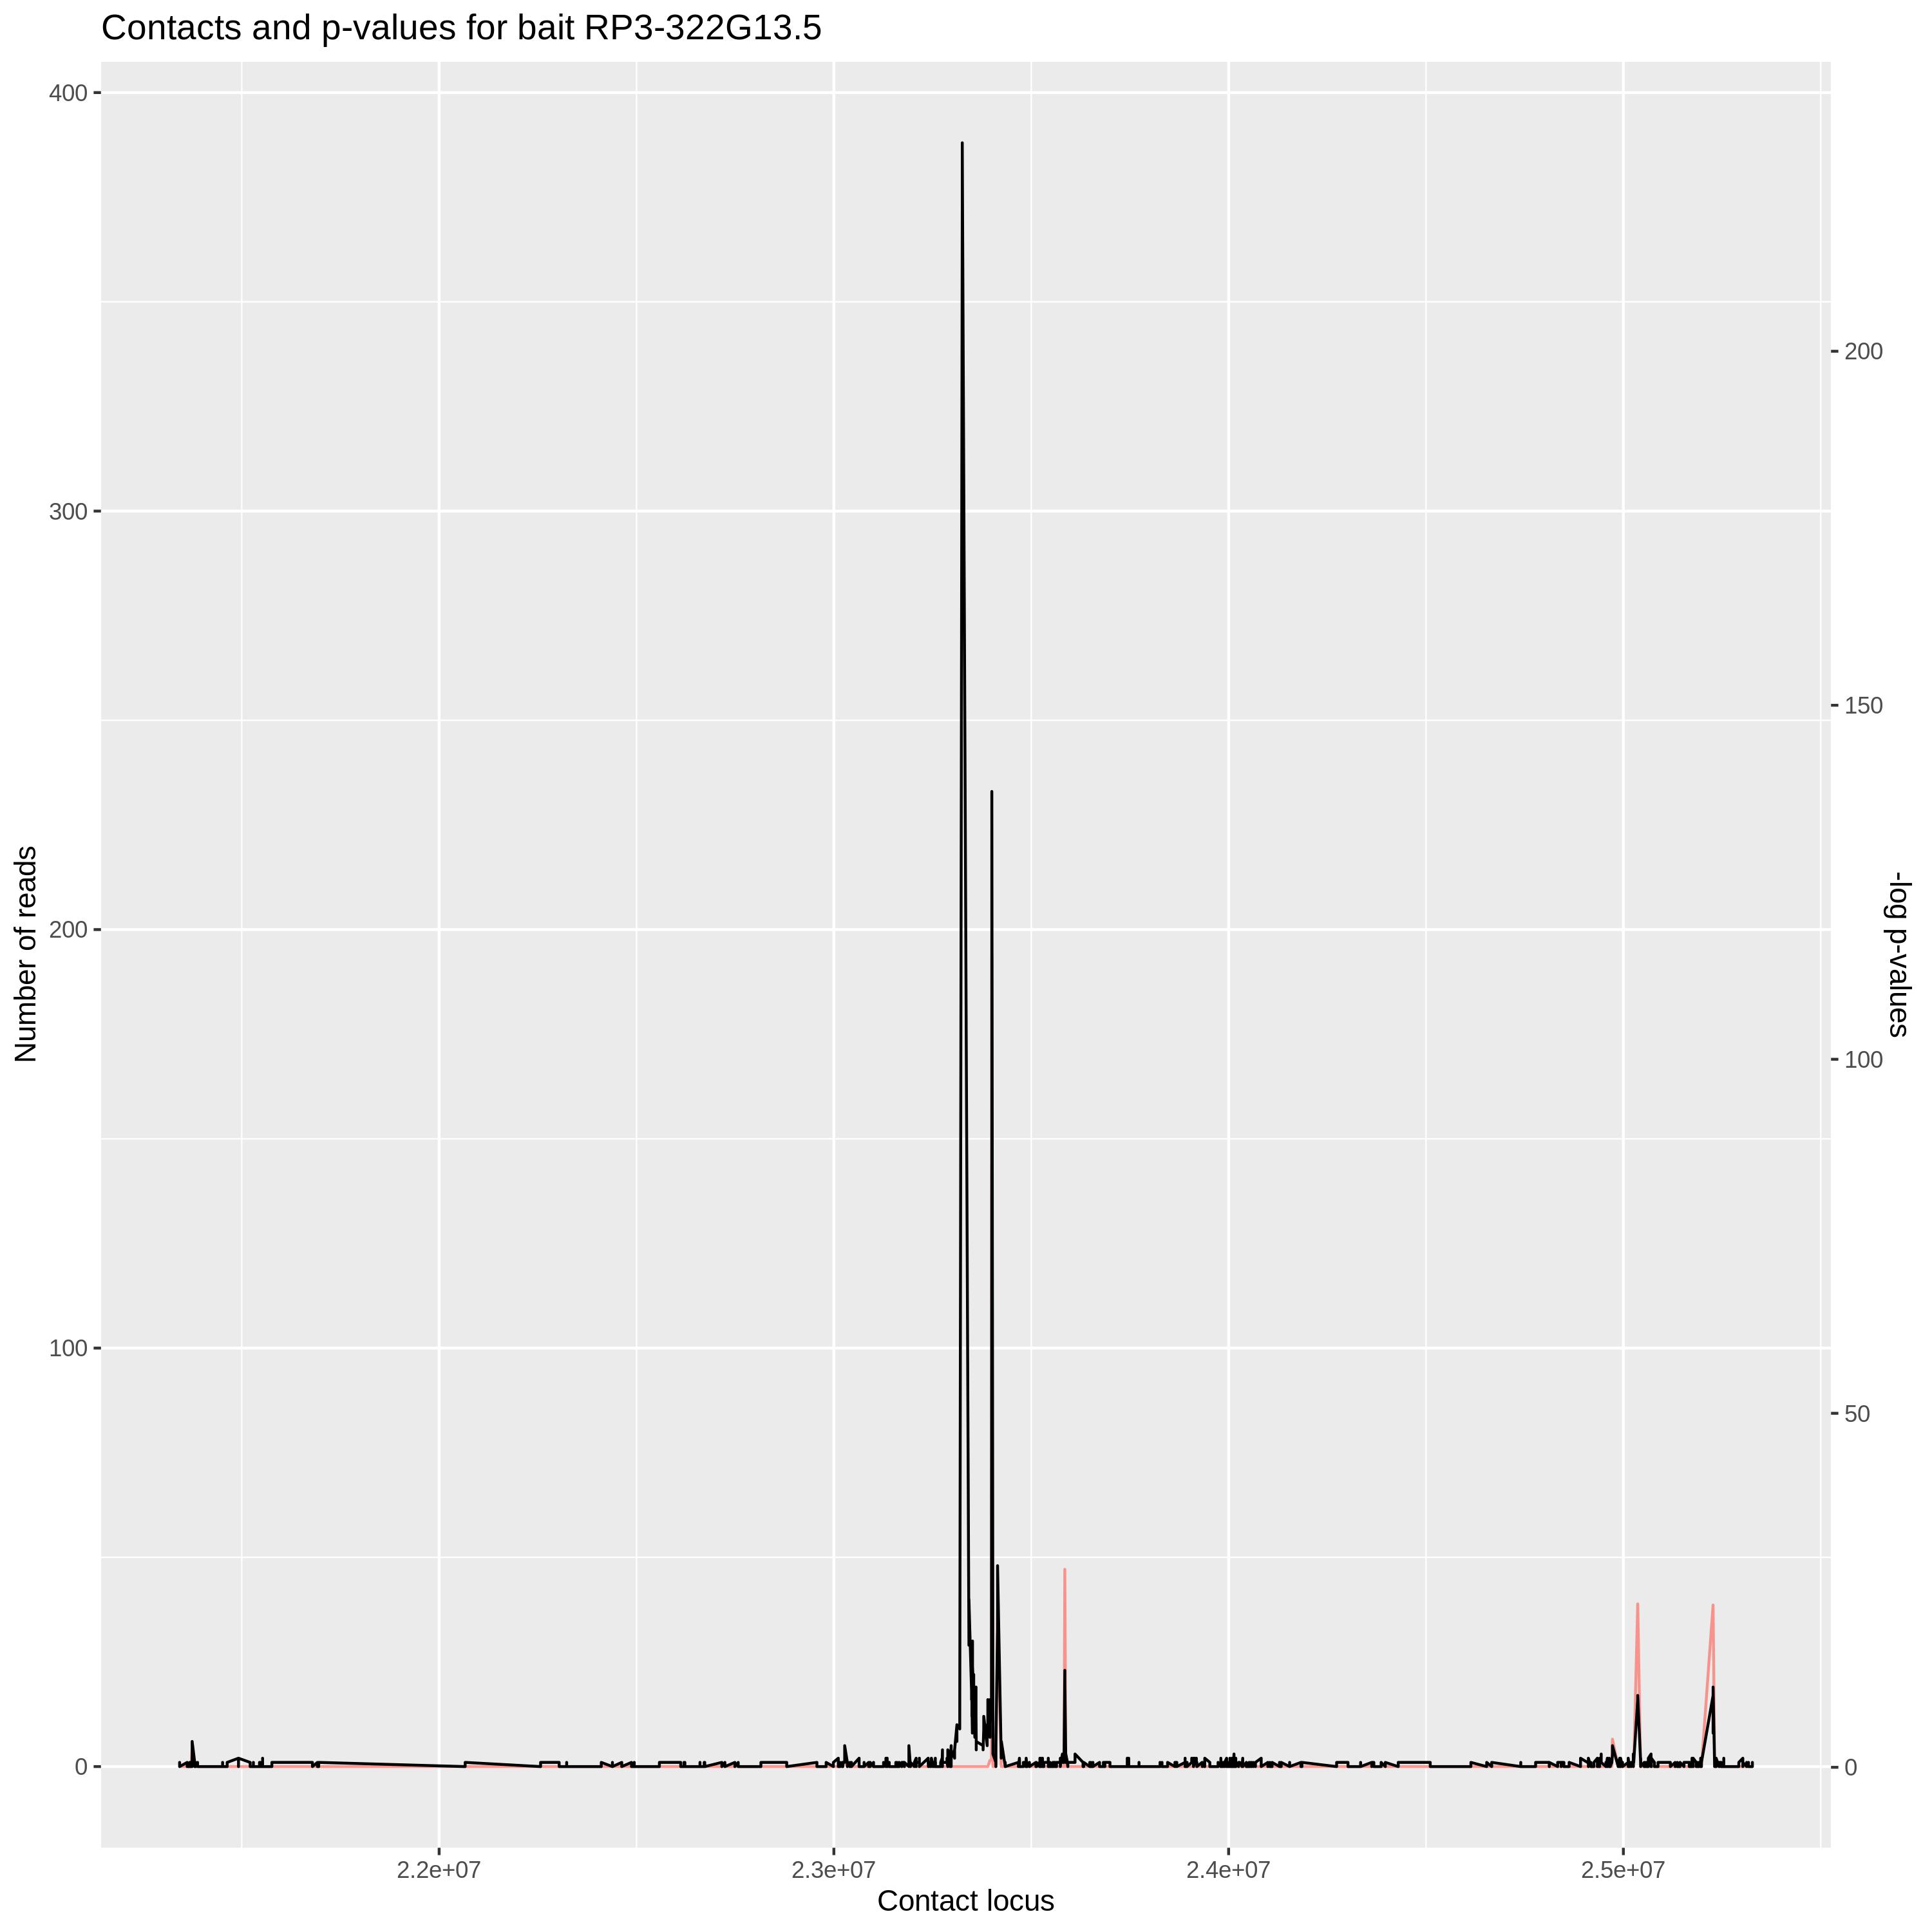 Contacts and p-values for bait RP3-322G13.5
400
300
200
100
0
Number of reads
200
150
100
50
0
-log p-values
2.2e+07
2.3e+07
2.4e+07
2.5e+07
Contact locus